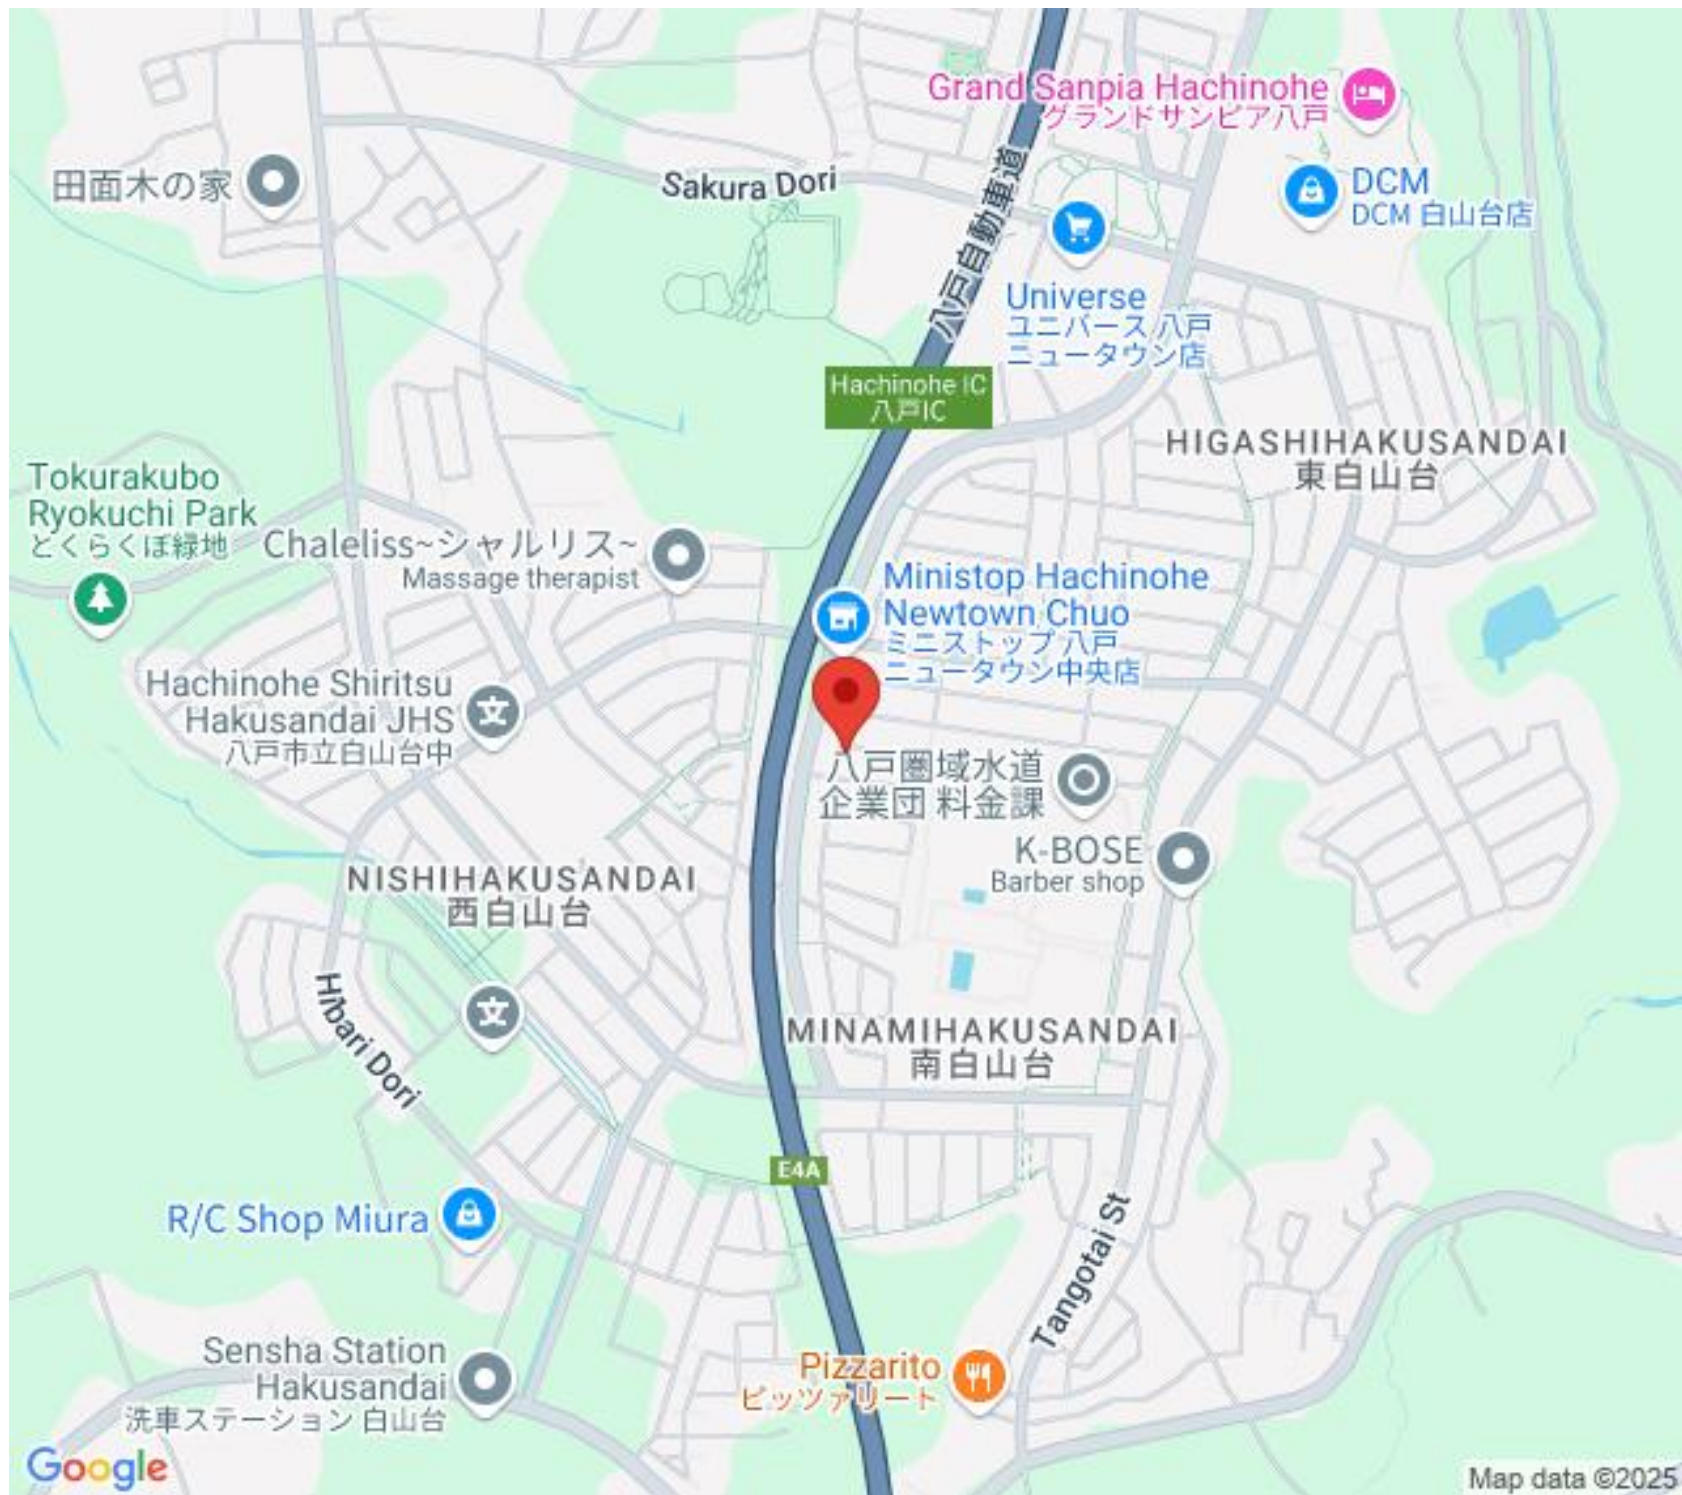 Grand Sanpia Hachinohe
グランドサンピア八戸
田面木の家
Sakura Dori
八戸自動車道
DCM
DCM 白山台店
Universe
ユニバース 八戸
ニュータウン店
Hachinohe IC
八戸IC
HIGASHIHAKUSANDAI
東白山台
Tokurakubo
Ryokuchi Park
とくらくぼ緑地
Chaleliss~シャルリス~
Massage therapist
Ministop Hachinohe
Newtown Chuo
ミニストップ 八戸
ニュータウン中央店
Hachinohe Shiritsu
Hakusandai JHS
八戸市立白山台中
文
八戸圏域水道
企業団 料金課
K-BOSE
Barber shop
NISHIHAKUSANDAI
西白山台
Hibari Dori
文
MINAMIHAKUSANDAI
南白山台
E4A
R/C Shop Miura
Tangotai St
Sensha Station
Hakusandai
洗車ステーション 白山台
Pizzarito
ピッツァリート
Google
Map data ©2025